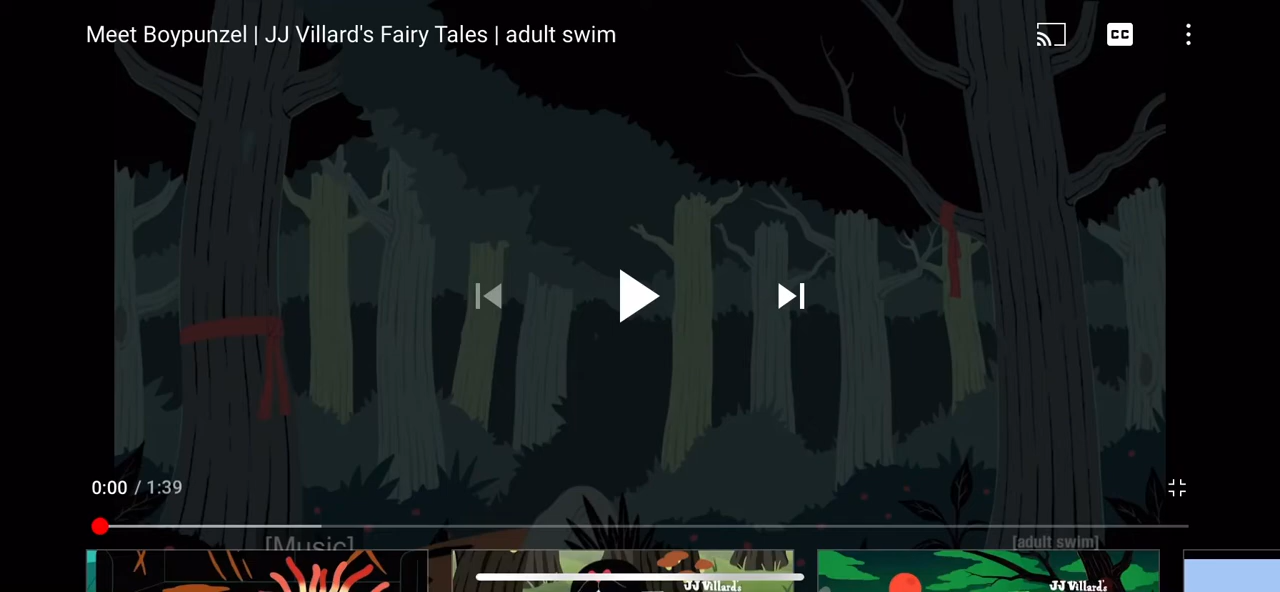 Meet Boypunzel | JJ Villard's Fairy Tales | adult swim
CC
0:00 / 1:39
[Music]
[adult swim]
JJ Villard's
JJ Villard's